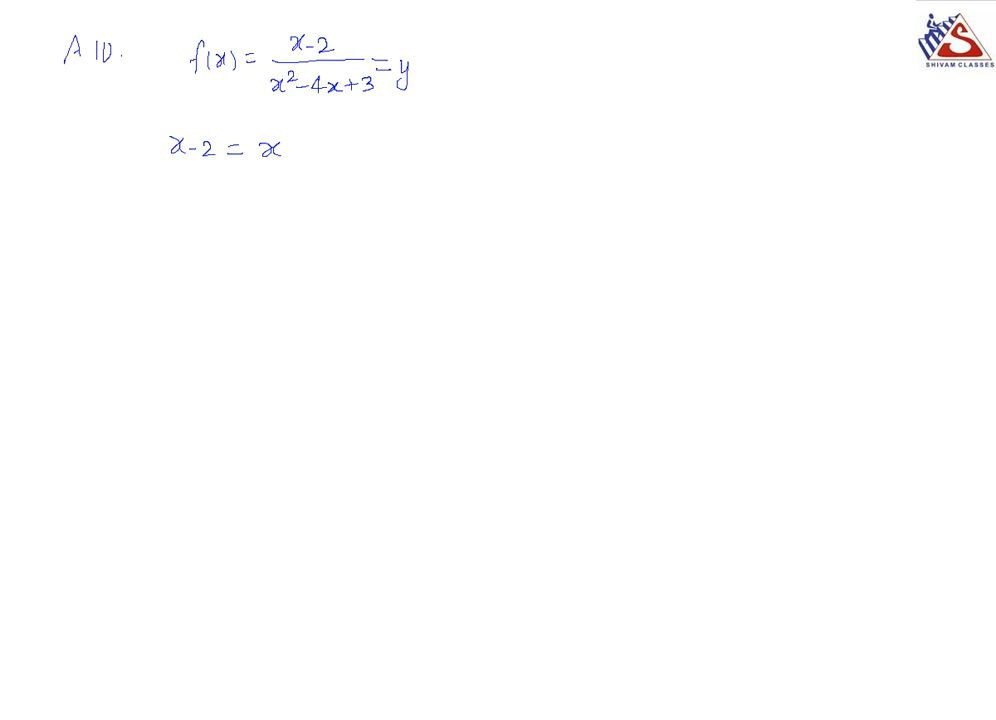 A 10. f(x) = x-2 / x²-4x+3 = y
SHIVAM CLASSES
x-2 = x